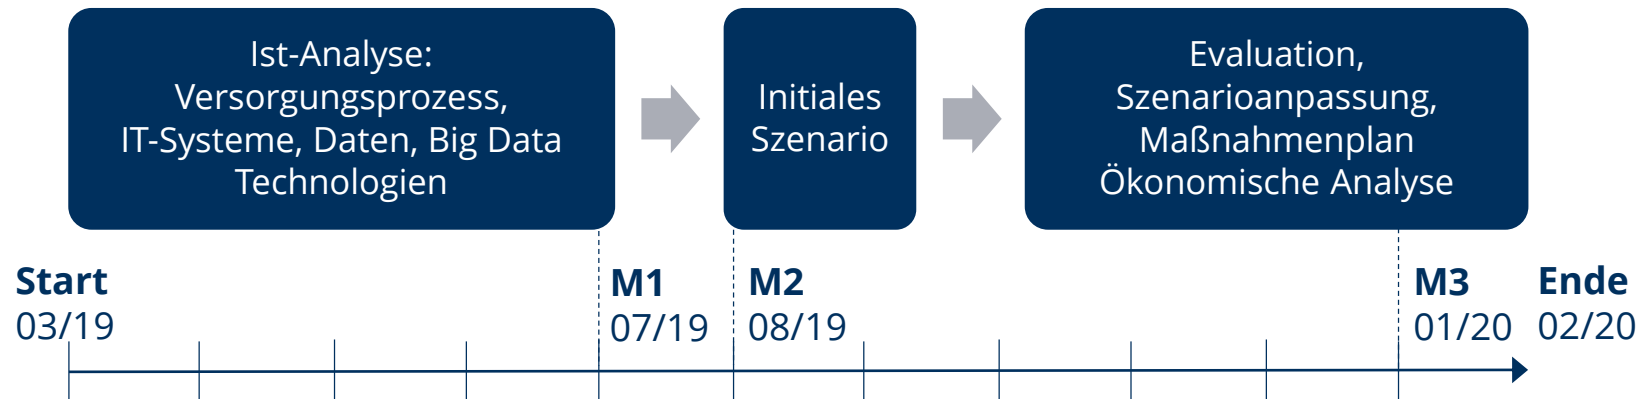 Ist-Analyse:
Versorgungsprozess,
IT-Systeme, Daten, Big Data
Technologien
Initiales
Szenario
Evaluation,
Szenarioanpassung,
Maßnahmenplan
Ökonomische Analyse
Start
03/19
M1
07/19
M2
08/19
M3
01/20
Ende
02/20